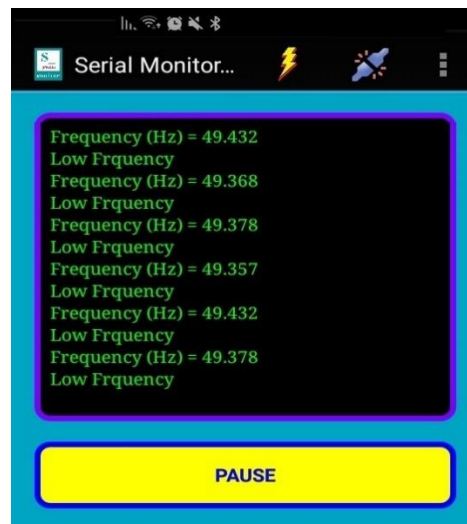 Serial Monitor...
Frequency (Hz) = 49.432
Low Frquency
Frequency (Hz) = 49.368
Low Frquency
Frequency (Hz) = 49.378
Low Frquency
Frequency (Hz) = 49.357
Low Frquency
Frequency (Hz) = 49.432
Low Frquency
Frequency (Hz) = 49.378
Low Frquency
PAUSE